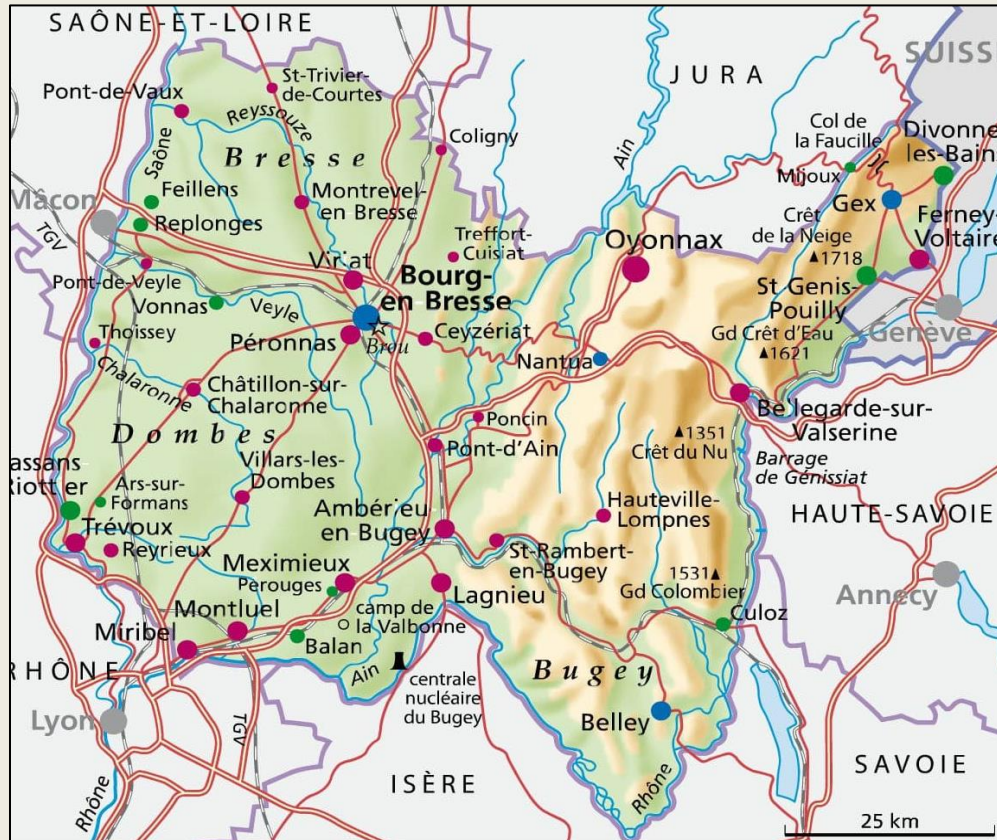 SAÔNE-ET-LOIRE
SUISS
JURA
St-Trivier-
de-Courtes
Pont-de-Vaux
Reyssouze
Coligny
Ain
Col de
la Faucille
Divonne
les-Bains
Mijoux
Saône
Bresse
Feillens
Montrevel-
en Bresse
Gex
Mâcon
Replonges
Treffort-
Cuisiat
Oyonnax
Crêt
de la Neige
1718
Ferney-
Voltaire
TGV
Viriat
Bourg-
en Bresse
Pont-de-Veyle
Vonnas
Veyle
St Genis-
Pouilly
Genève
Thoissey
Péronnas
Brou
Ceyzériat
Nantua
Gd Crêt d'Eau
1621
Chalaronne
Châtillon-sur-
Chalaronne
Dombes
Poncin
Pont-d'Ain
Bellegarde-sur-
Valserine
1351
Crêt du Nu
Barrage
de Génissiat
assans
Riottier
Ars-sur-
Formans
Villars-les-
Dombes
Ambérieu
en-Bugey
Hauteville-
Lompnes
HAUTE-SAVOIE
Trévoux
Reyrieux
St-Rambert-
en-Bugey
Meximieux
Perouges
Lagnieu
1531
Gd Colombier
Annecy
Montluel
camp de
la Valbonne
Culoz
Miribel
Balan
RHÔNE
Ain
centrale
nucléaire
du Bugey
Bugey
Lyon
TGV
Belley
Rhône
ISÈRE
Rhône
SAVOIE
25 km